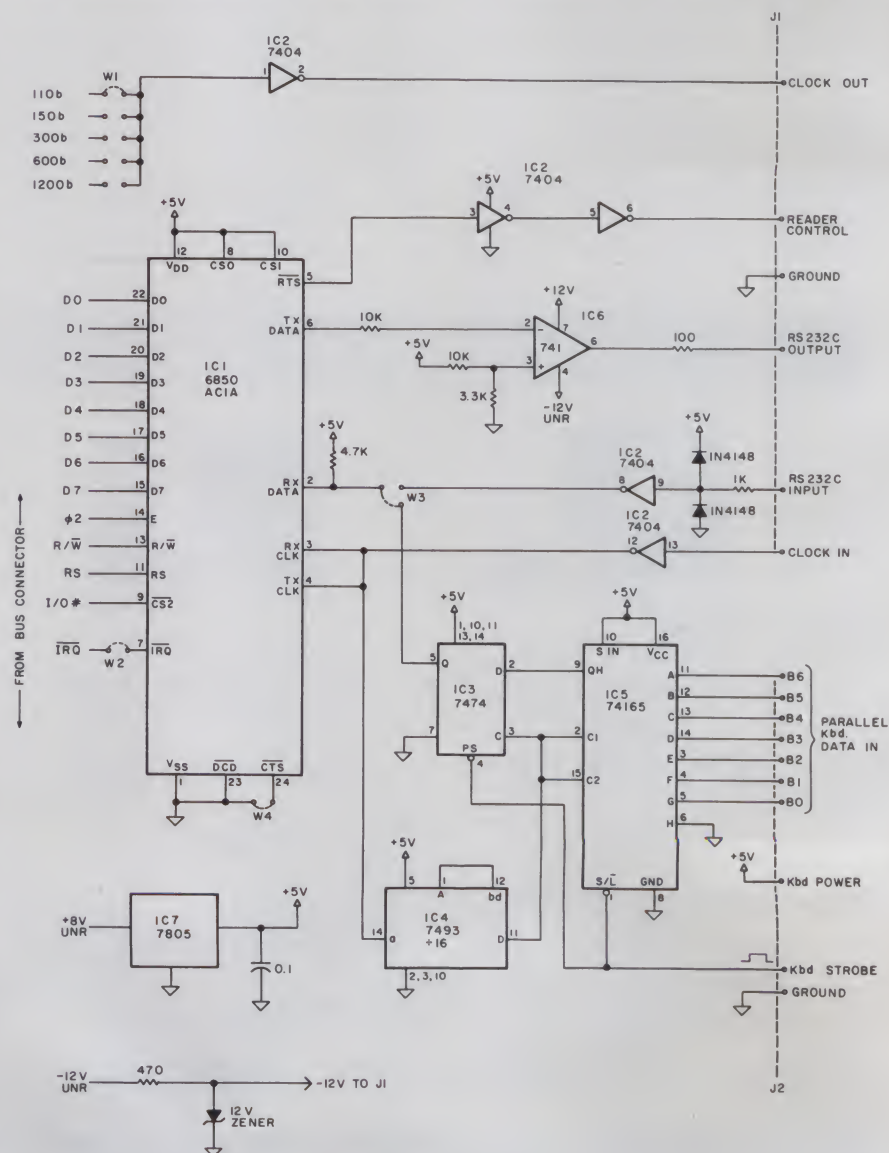 J1
IC2
7404
1
2
CLOCK OUT
W1
110b
150b
300b
600b
1200b
+5V
IC2
7404
3
4
5
6
READER
CONTROL
GROUND
+5V
12
8
10
VDD
CS0
CS1
RTS
5
D0
22
D0
D1
21
D1
D2
20
D2
D3
19
D3
D4
18
D4
D5
17
D5
D6
16
D6
D7
15
D7
φ2
14
E
R/W
13
R/W
RS
11
RS
I/O#
9
CS2
IRQ
W2
7
IRQ
FROM BUS CONNECTOR
IC1
6850
ACIA
TX
DATA
6
10K
+5V
10K
3.3K
2
-
3
+
741
+12V
7
IC6
6
4
-12V
UNR
100
RS232C
OUTPUT
+5V
4.7K
RX
DATA
2
W3
IC2
7404
8
9
+5V
1N4148
1K
1N4148
RS232C
INPUT
RX
CLK
3
IC2
7404
12
13
CLOCK IN
TX
CLK
4
VSS
DCD
CTS
1
23
24
W4
+5V
1, 10, 11
13, 14
5
Q
D
2
IC3
7474
7
C
3
PS
4
+5V
10
16
S IN
VCC
9
QH
IC5
74165
2
C1
15
C2
A
11
B6
B
12
B5
C
13
B4
D
14
B3
E
3
B2
F
4
B1
G
5
B0
H
6
PARALLEL
Kbd.
DATA IN
S/L
GND
1
8
+5V
Kbd POWER
+5V
5
1
12
A
bd
14
a
IC4
7493
÷16
D
11
2, 3, 10
Kbd STROBE
GROUND
+8V
UNR
IC7
7805
+5V
0.1
-12V
UNR
470
-12V TO J1
12V
ZENER
J2